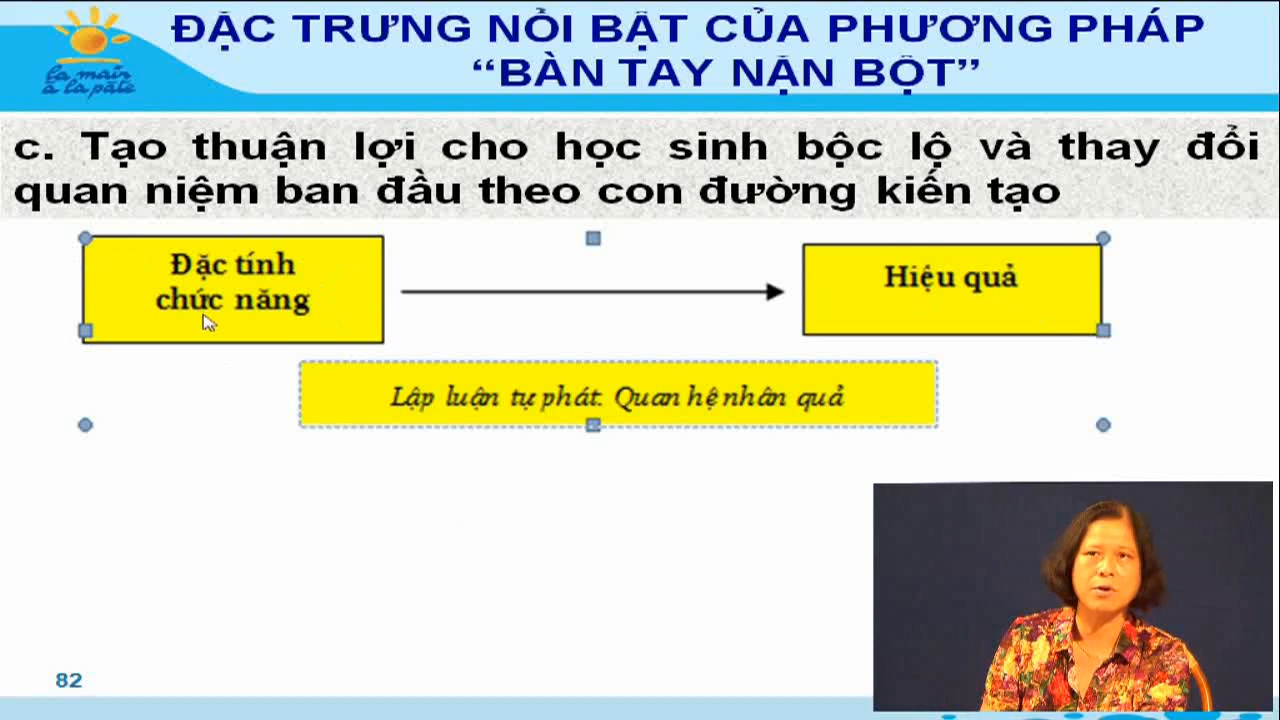 ĐẶC TRƯNG NỔI BẬT CỦA PHƯƠNG PHÁP
“BÀN TAY NẶN BỘT”
la main
à la pâte
c. Tạo thuận lợi cho học sinh bộc lộ và thay đổi
quan niệm ban đầu theo con đường kiến tạo
Đặc tính
chức năng
Hiệu quả
Lập luận tự phát: Quan hệ nhân quả
82